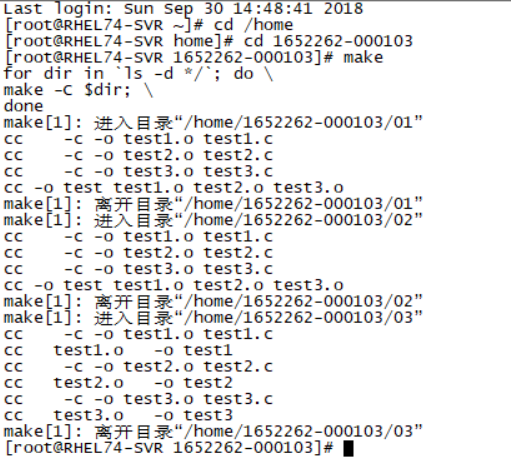 Last login: Sun Sep 30 14:48:41 2018
[root@RHEL74-SVR ~]# cd /home
[root@RHEL74-SVR home]# cd 1652262-000103
[root@RHEL74-SVR 1652262-000103]# make
for dir in `ls -d */`; do \
make -C $dir; \
done
make[1]: 进入目录“/home/1652262-000103/01”
cc    -c -o test1.o test1.c
cc    -c -o test2.o test2.c
cc    -c -o test3.o test3.c
cc -o test test1.o test2.o test3.o
make[1]: 离开目录“/home/1652262-000103/01”
make[1]: 进入目录“/home/1652262-000103/02”
cc    -c -o test1.o test1.c
cc    -c -o test2.o test2.c
cc    -c -o test3.o test3.c
cc -o test test1.o test2.o test3.o
make[1]: 离开目录“/home/1652262-000103/02”
make[1]: 进入目录“/home/1652262-000103/03”
cc    -c -o test1.o test1.c
cc   test1.o   -o test1
cc    -c -o test2.o test2.c
cc   test2.o   -o test2
cc    -c -o test3.o test3.c
cc   test3.o   -o test3
make[1]: 离开目录“/home/1652262-000103/03”
[root@RHEL74-SVR 1652262-000103]#